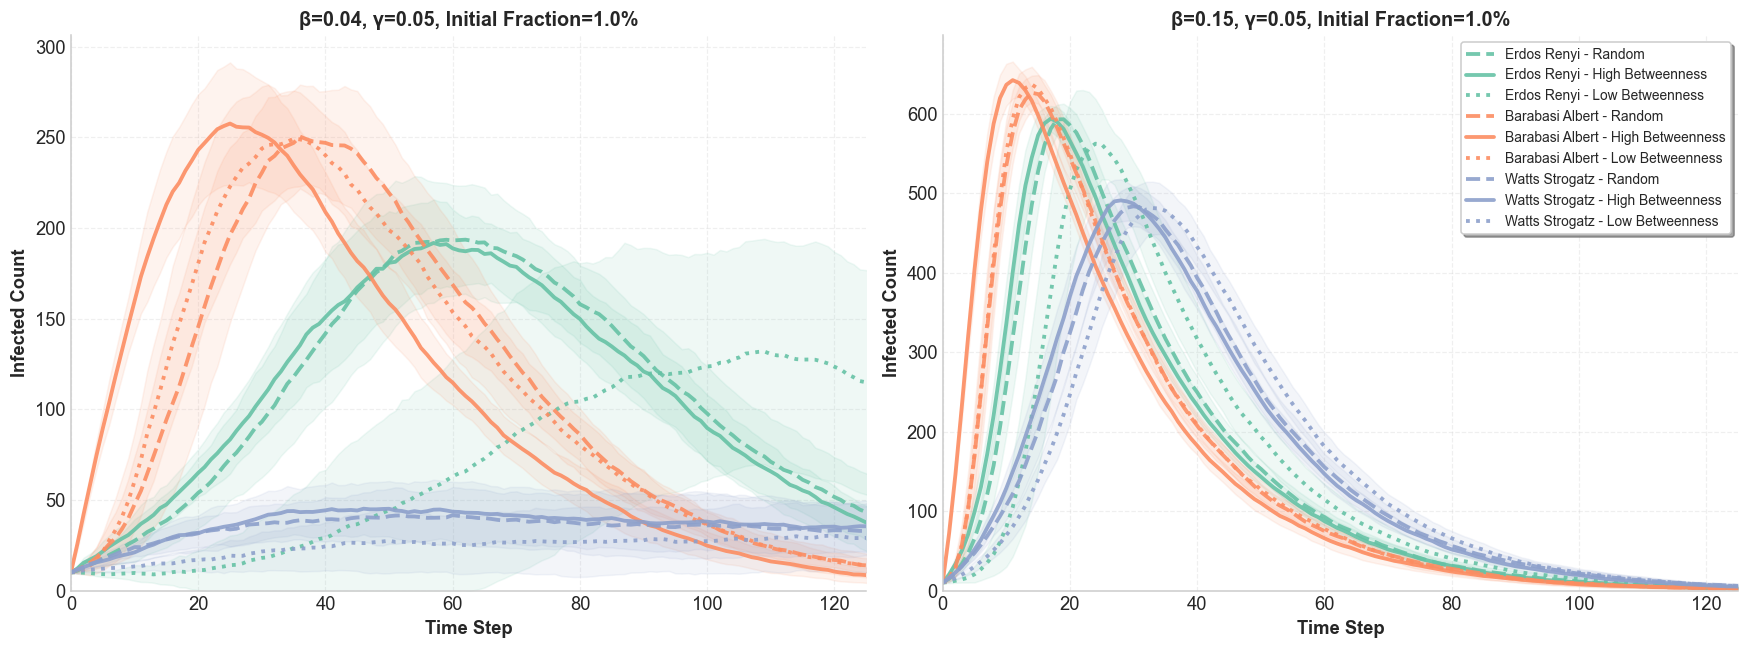 β=0.04, γ=0.05, Initial Fraction=1.0%
300
250
200
150
100
50
0
0 20 40 60 80 100 120
Infected Count
Time Step
β=0.15, γ=0.05, Initial Fraction=1.0%
600
500
400
300
200
100
0
0 20 40 60 80 100 120
Infected Count
Time Step
Erdos Renyi - Random
Erdos Renyi - High Betweenness
Erdos Renyi - Low Betweenness
Barabasi Albert - Random
Barabasi Albert - High Betweenness
Barabasi Albert - Low Betweenness
Watts Strogatz - Random
Watts Strogatz - High Betweenness
Watts Strogatz - Low Betweenness